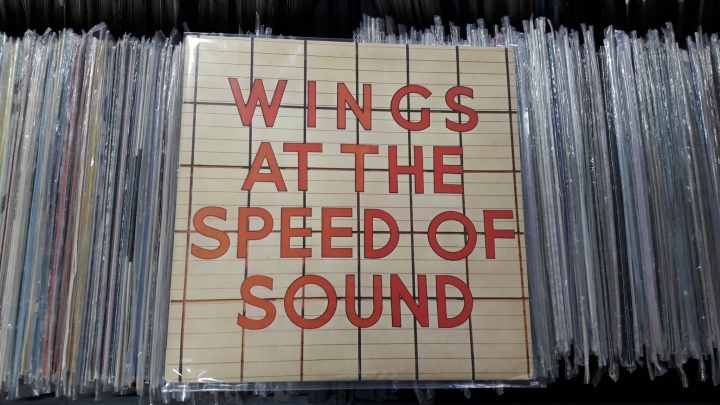 WINGS
AT THE
SPEED OF
SOUND